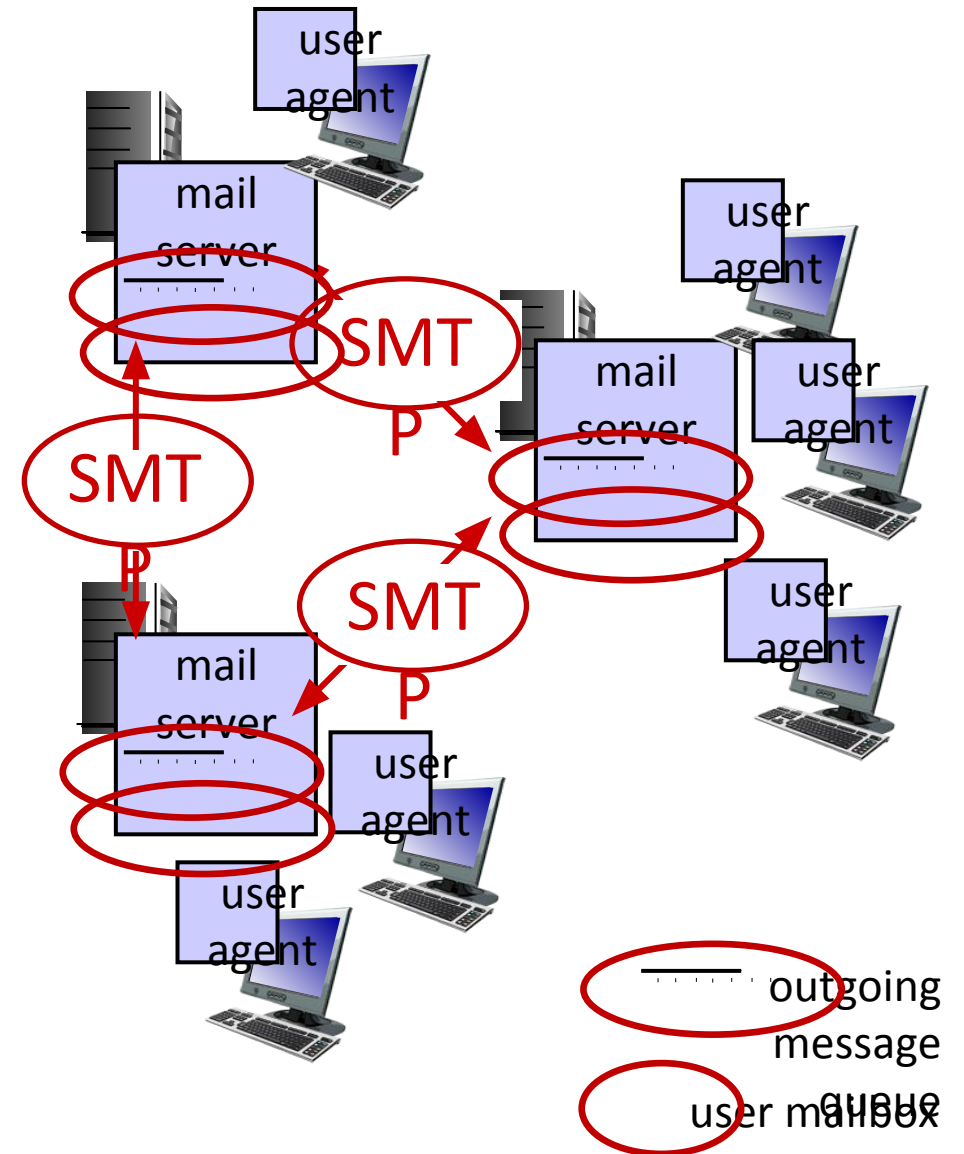 user
agent
mail
server
user
agent
SMT
P
mail
server
user
agent
SMT
P
SMT
P
user
agent
mail
server
user
agent
user
agent
outgoing
message
queue
user mailbox